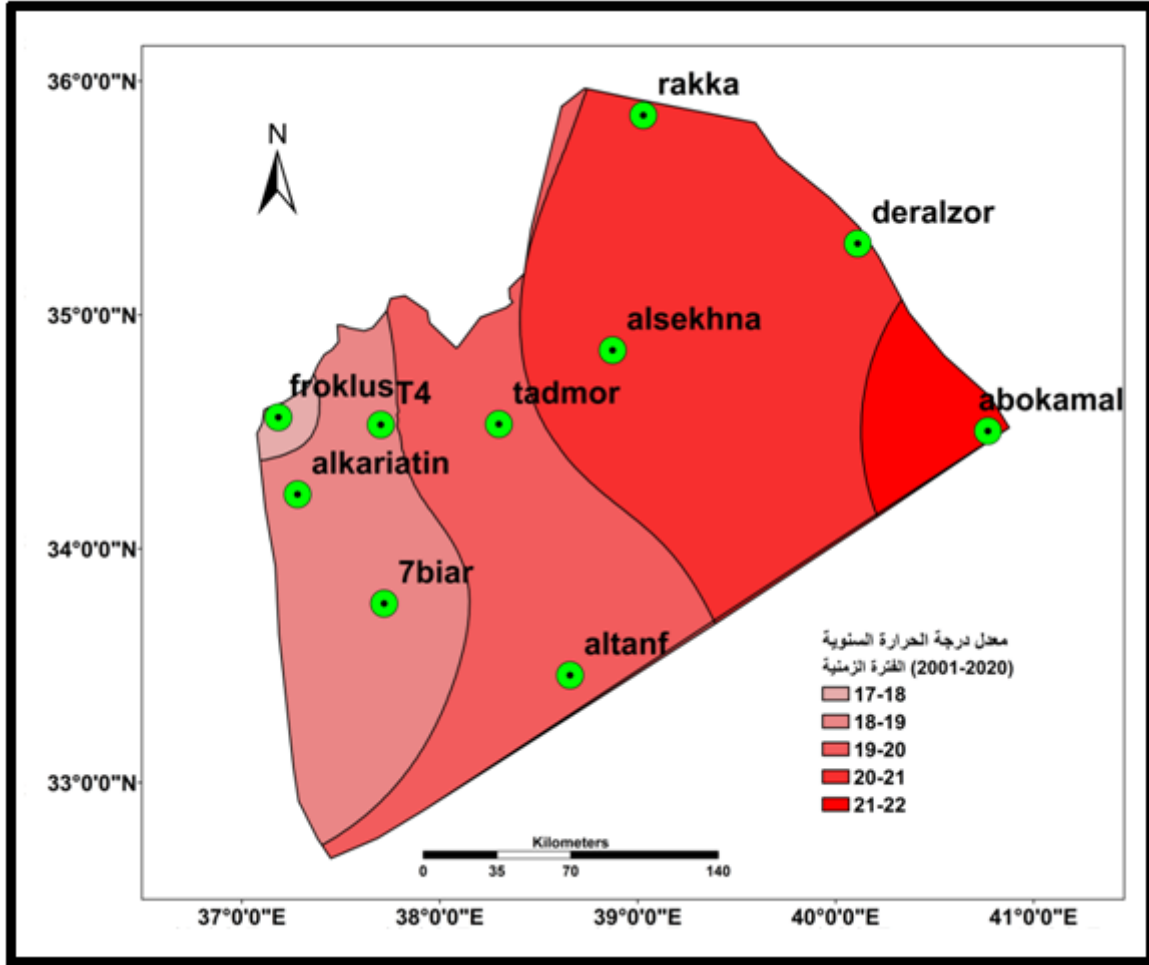 36°0'0"N
rakka
N
deralzor
35°0'0"N
alsekhna
froklus
T4
tadmor
abokamal
alkariatin
34°0'0"N
7biar
altanf
معدل درجة الحرارة السنوية
الفترة الزمنية (2001-2020)
17-18
18-19
19-20
20-21
21-22
33°0'0"N
Kilometers
0 35 70 140
37°0'0"E 38°0'0"E 39°0'0"E 40°0'0"E 41°0'0"E